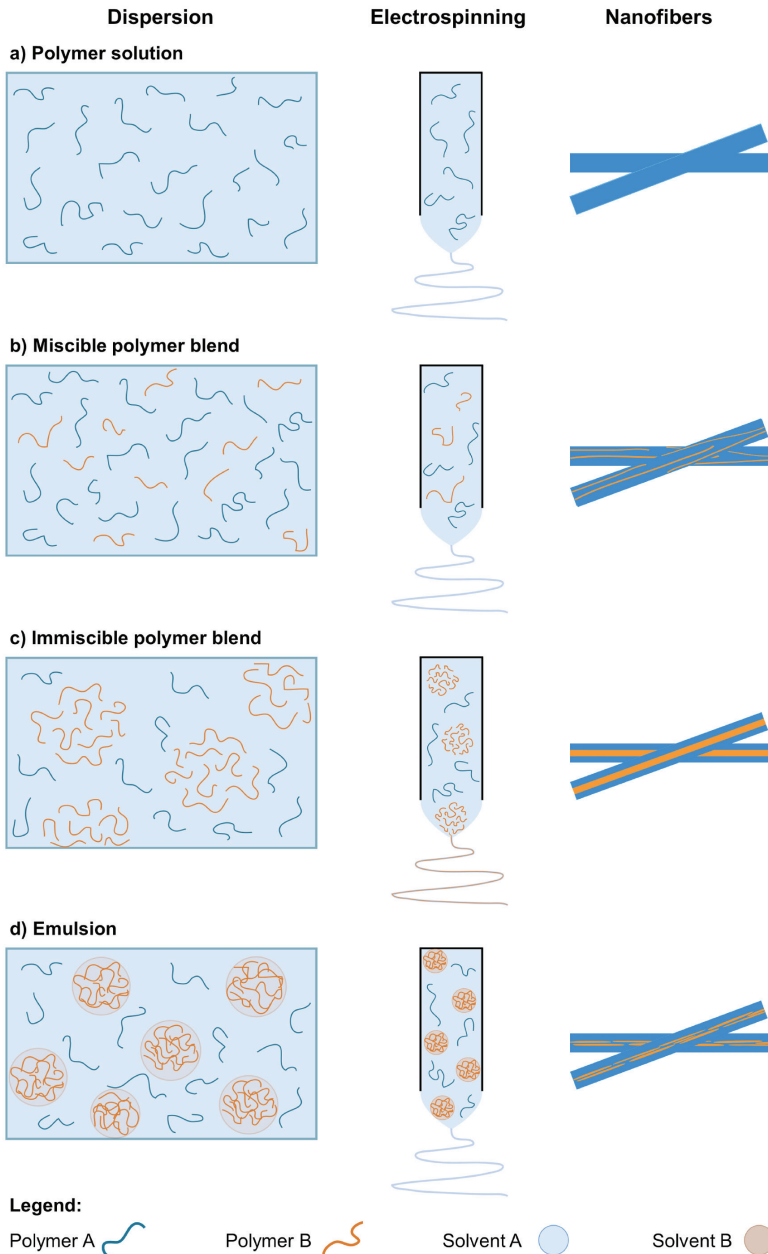 Dispersion Electrospinning Nanofibers
a) Polymer solution
b) Miscible polymer blend
c) Immiscible polymer blend
d) Emulsion
Legend:
Polymer A Polymer B Solvent A Solvent B